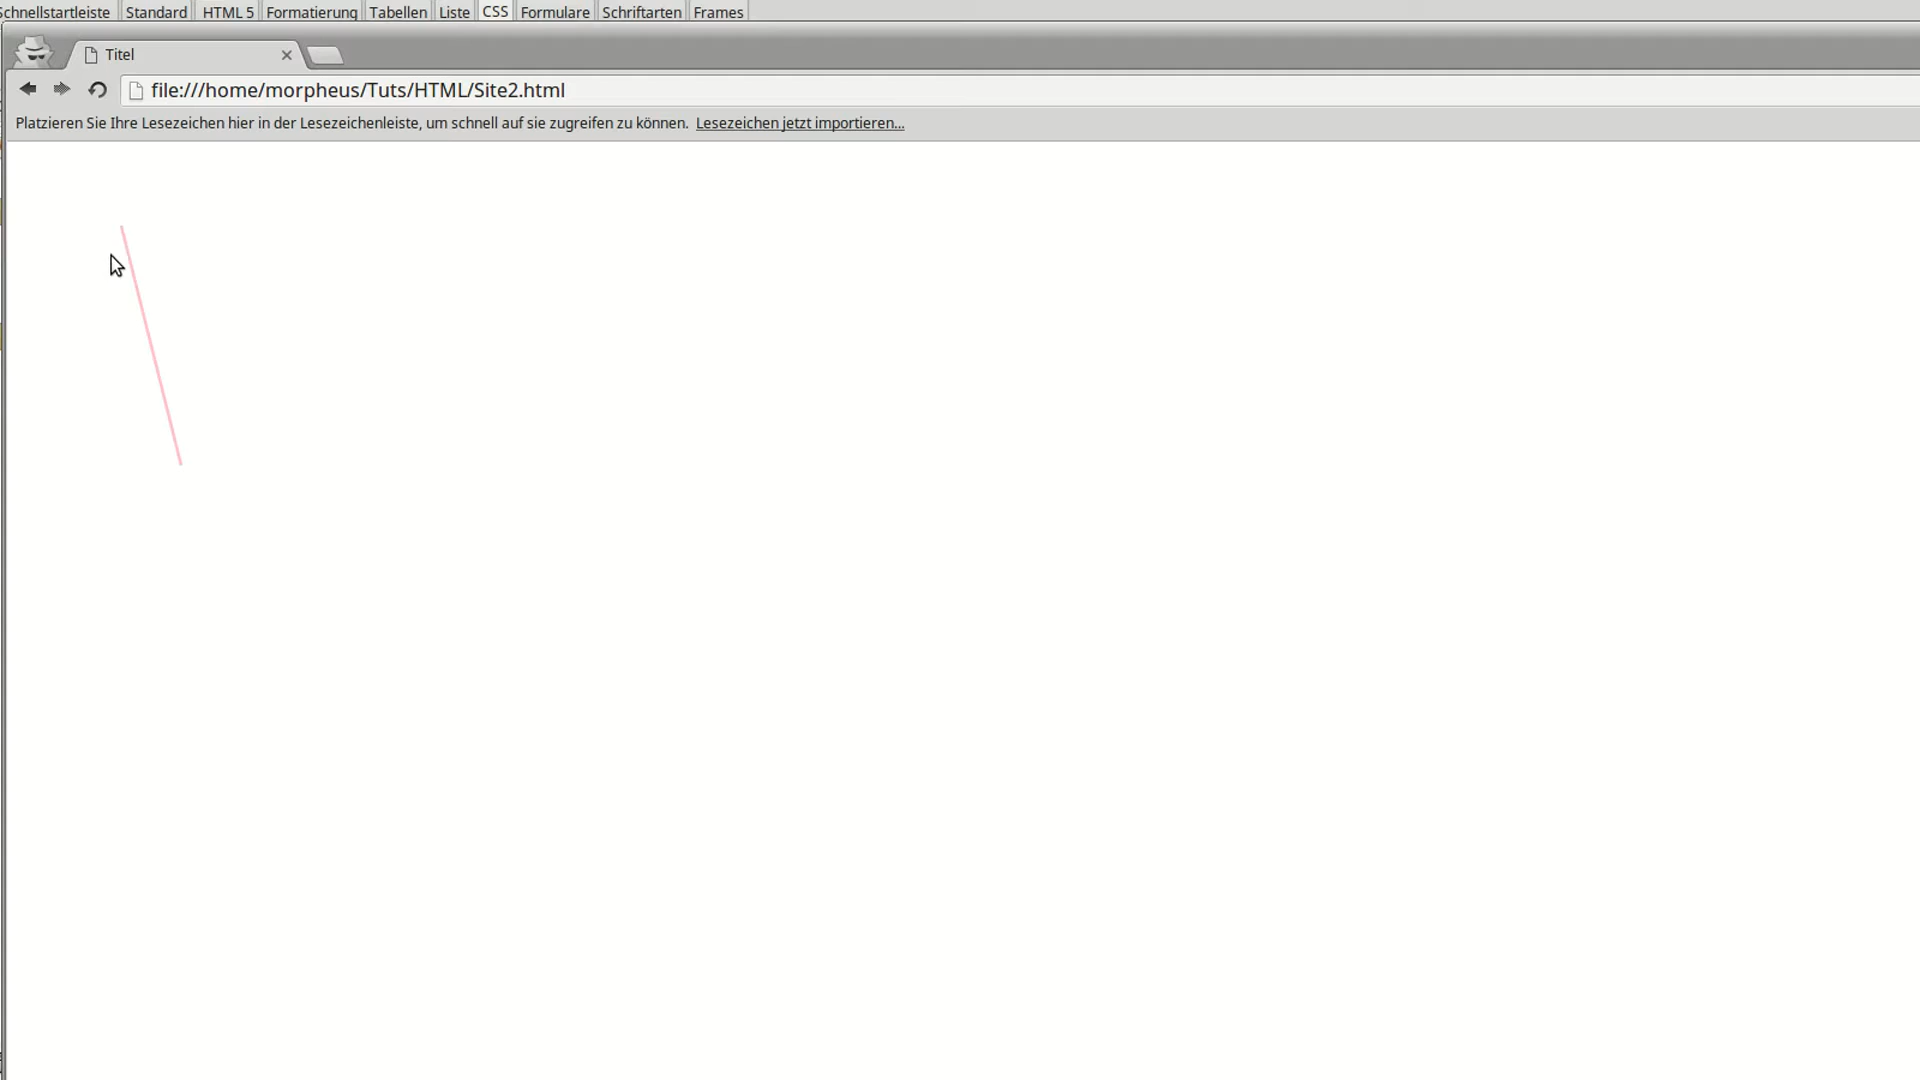 Schnellstartleiste Standard HTML 5 Formatierung Tabellen Liste CSS Formulare Schriftarten Frames
Titel
file:///home/morpheus/Tuts/HTML/Site2.html
Platzieren Sie Ihre Lesezeichen hier in der Lesezeichenleiste, um schnell auf sie zugreifen zu können. Lesezeichen jetzt importieren...